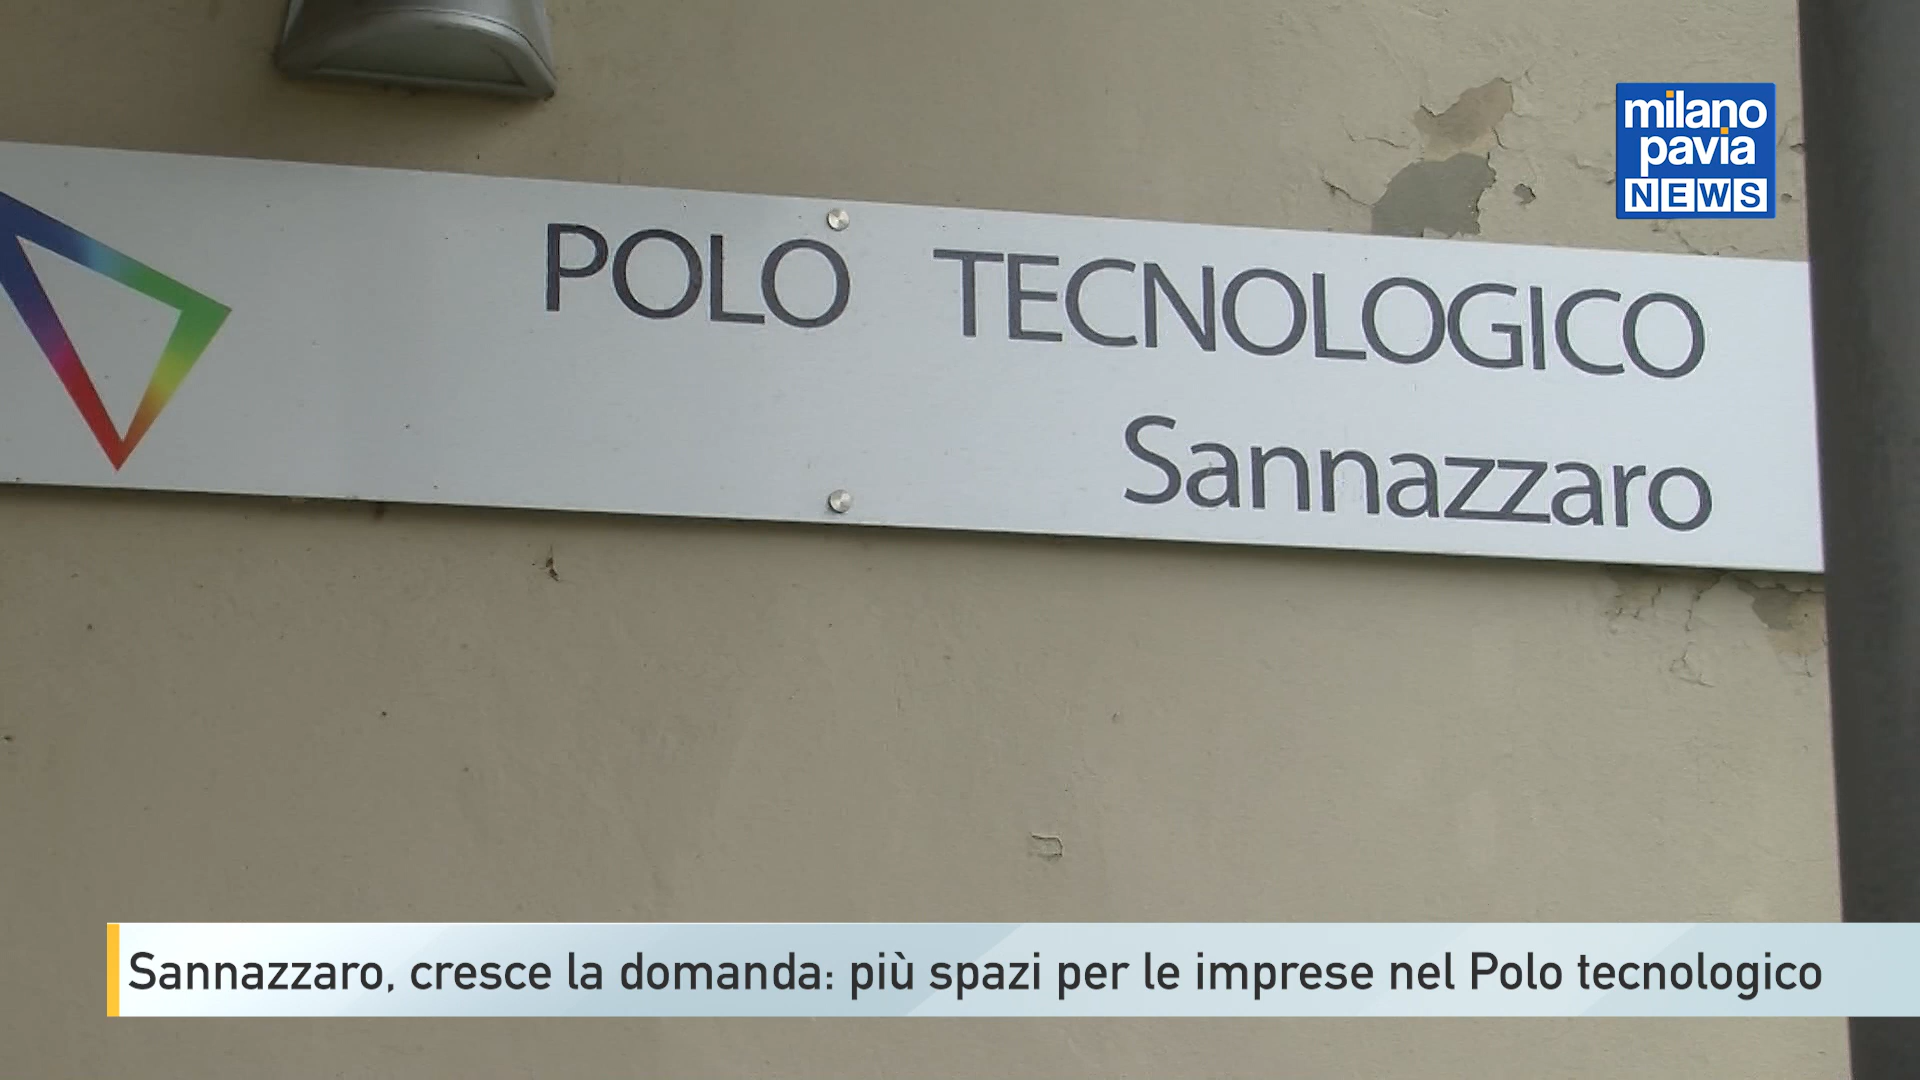 milano
pavia
NEWS
POLO TECNOLOGICO
Sannazzaro
Sannazzaro, cresce la domanda: più spazi per le imprese nel Polo tecnologico